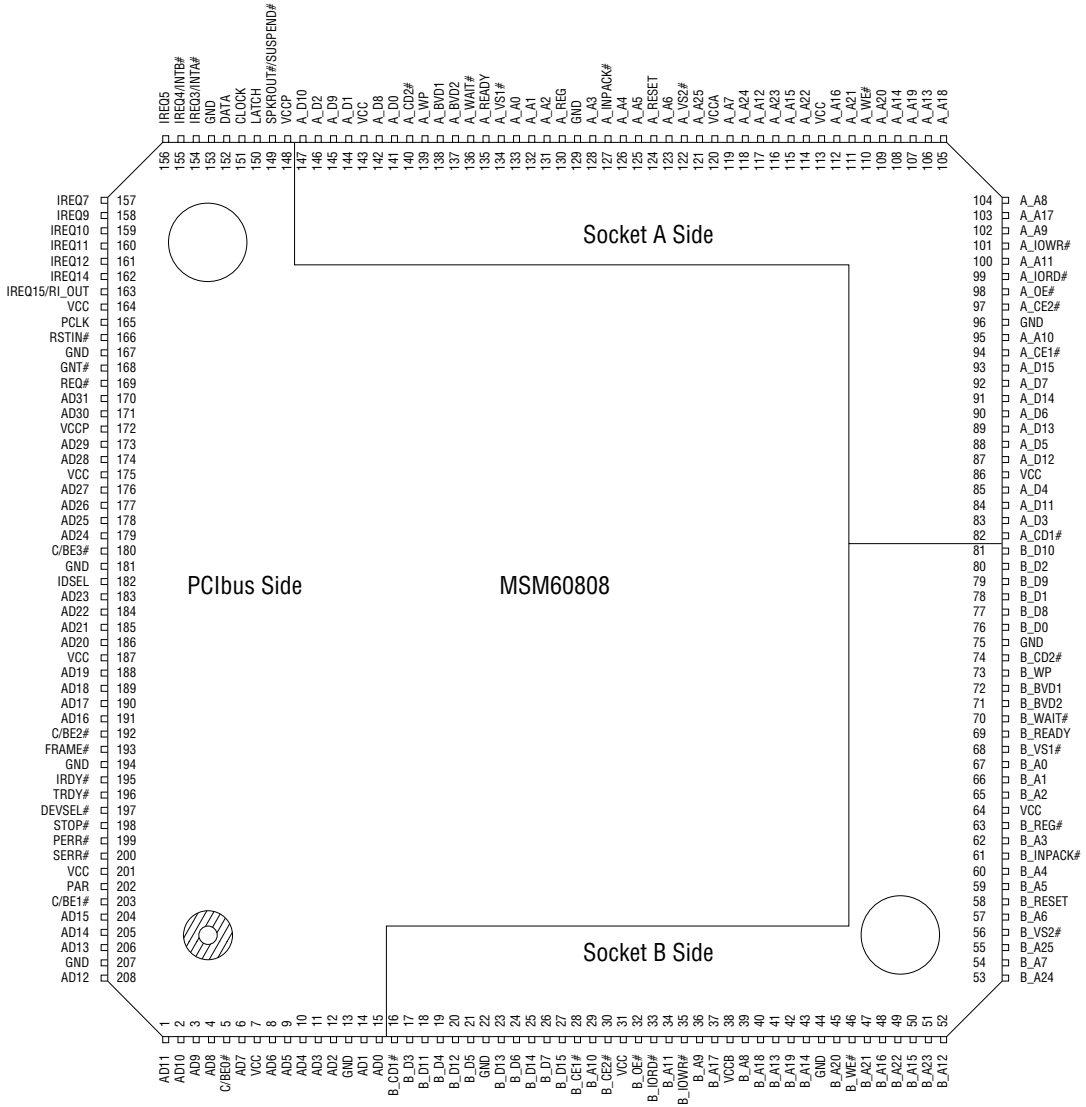 IREQ5
IREQ4/INTB#
IREQ3/INTA#
GND
DATA
CLOCK
LATCH
SPKROUT#/SUSPEND#
VCCP
A_D10
A_D2
A_D9
A_D1
VCC
A_D8
A_D0
A_CD2#
A_WP
A_BVD1
A_BVD2
A_WAIT#
A_READY
A_VS1#
A_A0
A_A1
A_A2
A_REG
GND
A_A3
A_INPACK#
A_A4
A_A5
A_RESET
A_A6
A_VS2#
A_A25
VCCA
A_A7
A_A24
A_A12
A_A23
A_A15
A_A22
VCC
A_A16
A_A21
A_WE#
A_A20
A_A14
A_A19
A_A13
A_A18
156
155
154
153
152
151
150
149
148
147
146
145
144
143
142
141
140
139
138
137
136
135
134
133
132
131
130
129
128
127
126
125
124
123
122
121
120
119
118
117
116
115
114
113
112
111
110
109
108
107
106
105
IREQ7 157
IREQ9 158
IREQ10 159
IREQ11 160
IREQ12 161
IREQ14 162
IREQ15/RI_OUT 163
VCC 164
PCLK 165
RSTIN# 166
GND 167
GNT# 168
REQ# 169
AD31 170
AD30 171
VCCP 172
AD29 173
AD28 174
VCC 175
AD27 176
AD26 177
AD25 178
AD24 179
C/BE3# 180
GND 181
IDSEL 182
AD23 183
AD22 184
AD21 185
AD20 186
VCC 187
AD19 188
AD18 189
AD17 190
AD16 191
C/BE2# 192
FRAME# 193
GND 194
IRDY# 195
TRDY# 196
DEVSEL# 197
STOP# 198
PERR# 199
SERR# 200
VCC 201
PAR 202
C/BE1# 203
AD15 204
AD14 205
AD13 206
GND 207
AD12 208
Socket A Side
PCIbus Side
MSM60808
Socket B Side
104 A_A8
103 A_A17
102 A_A9
101 A_IOWR#
100 A_A11
99 A_IORD#
98 A_OE#
97 A_CE2#
96 GND
95 A_A10
94 A_CE1#
93 A_D15
92 A_D7
91 A_D14
90 A_D6
89 A_D13
88 A_D5
87 A_D12
86 VCC
85 A_D4
84 A_D11
83 A_D3
82 A_CD1#
81 B_D10
80 B_D2
79 B_D9
78 B_D1
77 B_D8
76 B_D0
75 GND
74 B_CD2#
73 B_WP
72 B_BVD1
71 B_BVD2
70 B_WAIT#
69 B_READY
68 B_VS1#
67 B_A0
66 B_A1
65 B_A2
64 VCC
63 B_REG#
62 B_A3
61 B_INPACK#
60 B_A4
59 B_A5
58 B_RESET
57 B_A6
56 B_VS2#
55 B_A25
54 B_A7
53 B_A24
1
2
3
4
5
6
7
8
9
10
11
12
13
14
15
16
17
18
19
20
21
22
23
24
25
26
27
28
29
30
31
32
33
34
35
36
37
38
39
40
41
42
43
44
45
46
47
48
49
50
51
52
AD11
AD10
AD9
AD8
C/BE0#
AD7
VCC
AD6
AD5
AD4
AD3
AD2
GND
AD1
AD0
B_CD1#
B_D3
B_D11
B_D4
B_D12
B_D5
GND
B_D13
B_D6
B_D14
B_D7
B_D15
B_CE1#
B_A10
B_CE2#
VCC
B_OE#
B_IORD#
B_A11
B_IOWR#
B_A9
B_A17
VCCB
B_A8
B_A18
B_A13
B_A19
B_A14
GND
B_A20
B_WE#
B_A21
B_A16
B_A22
B_A15
B_A23
B_A12